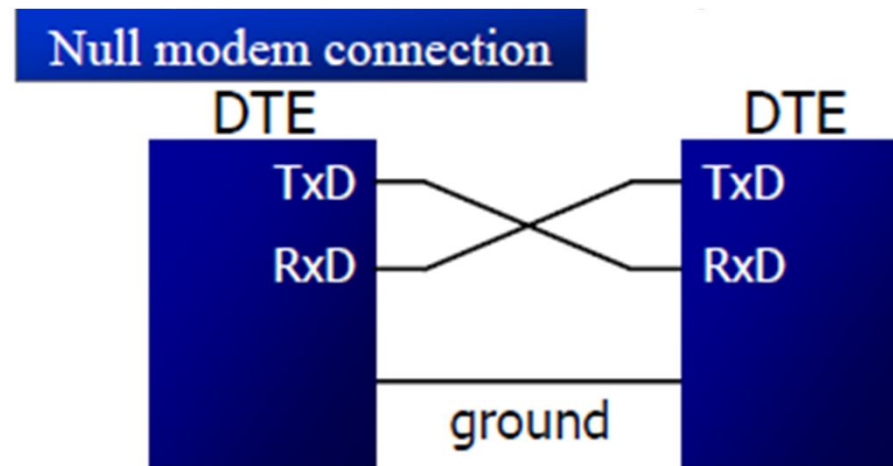 Null modem connection
DTE DTE
TxD TxD
RxD RxD
ground